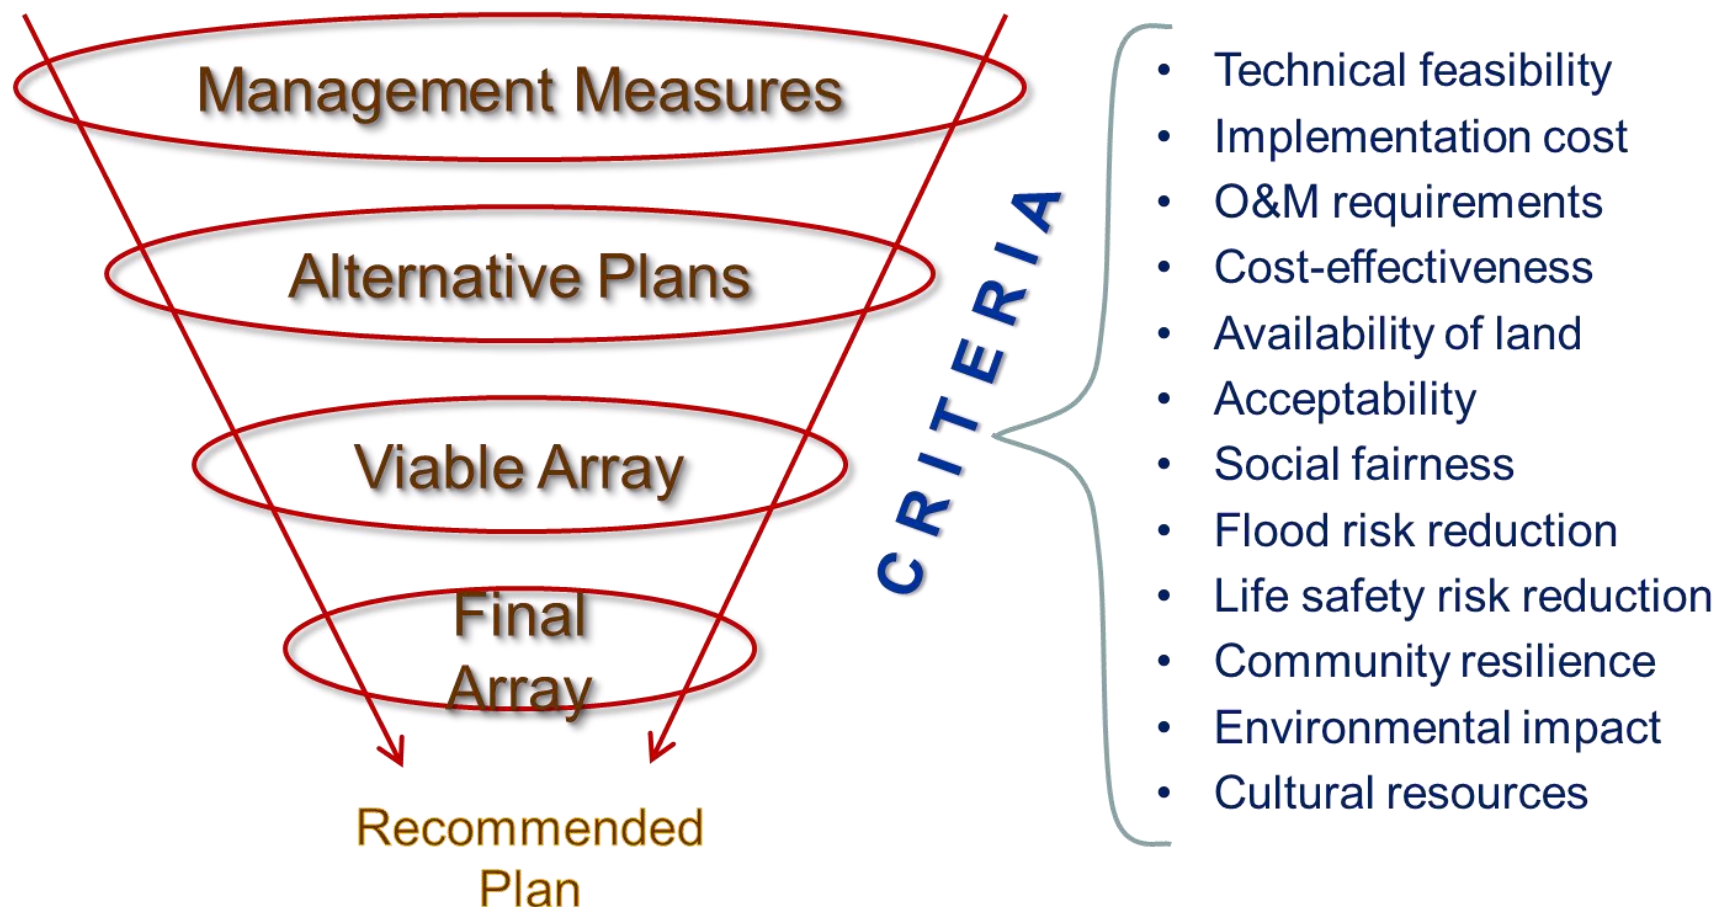 Management Measures
Alternative Plans
Viable Array
Final
Array
Recommended
Plan
CRITERIA
• Technical feasibility
• Implementation cost
• O&M requirements
• Cost-effectiveness
• Availability of land
• Acceptability
• Social fairness
• Flood risk reduction
• Life safety risk reduction
• Community resilience
• Environmental impact
• Cultural resources